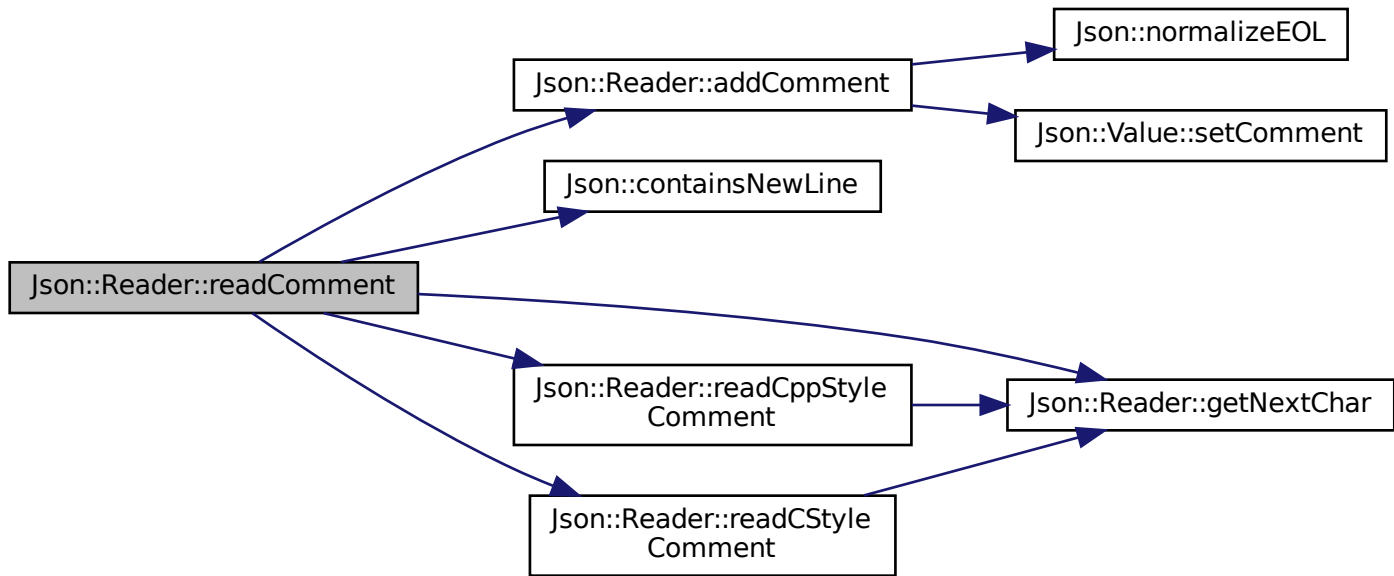 Json::normalizeEOL
Json::Reader::addComment
Json::Value::setComment
Json::containsNewLine
Json::Reader::readComment
Json::Reader::readCppStyle
Comment
Json::Reader::getNextChar
Json::Reader::readCStyle
Comment